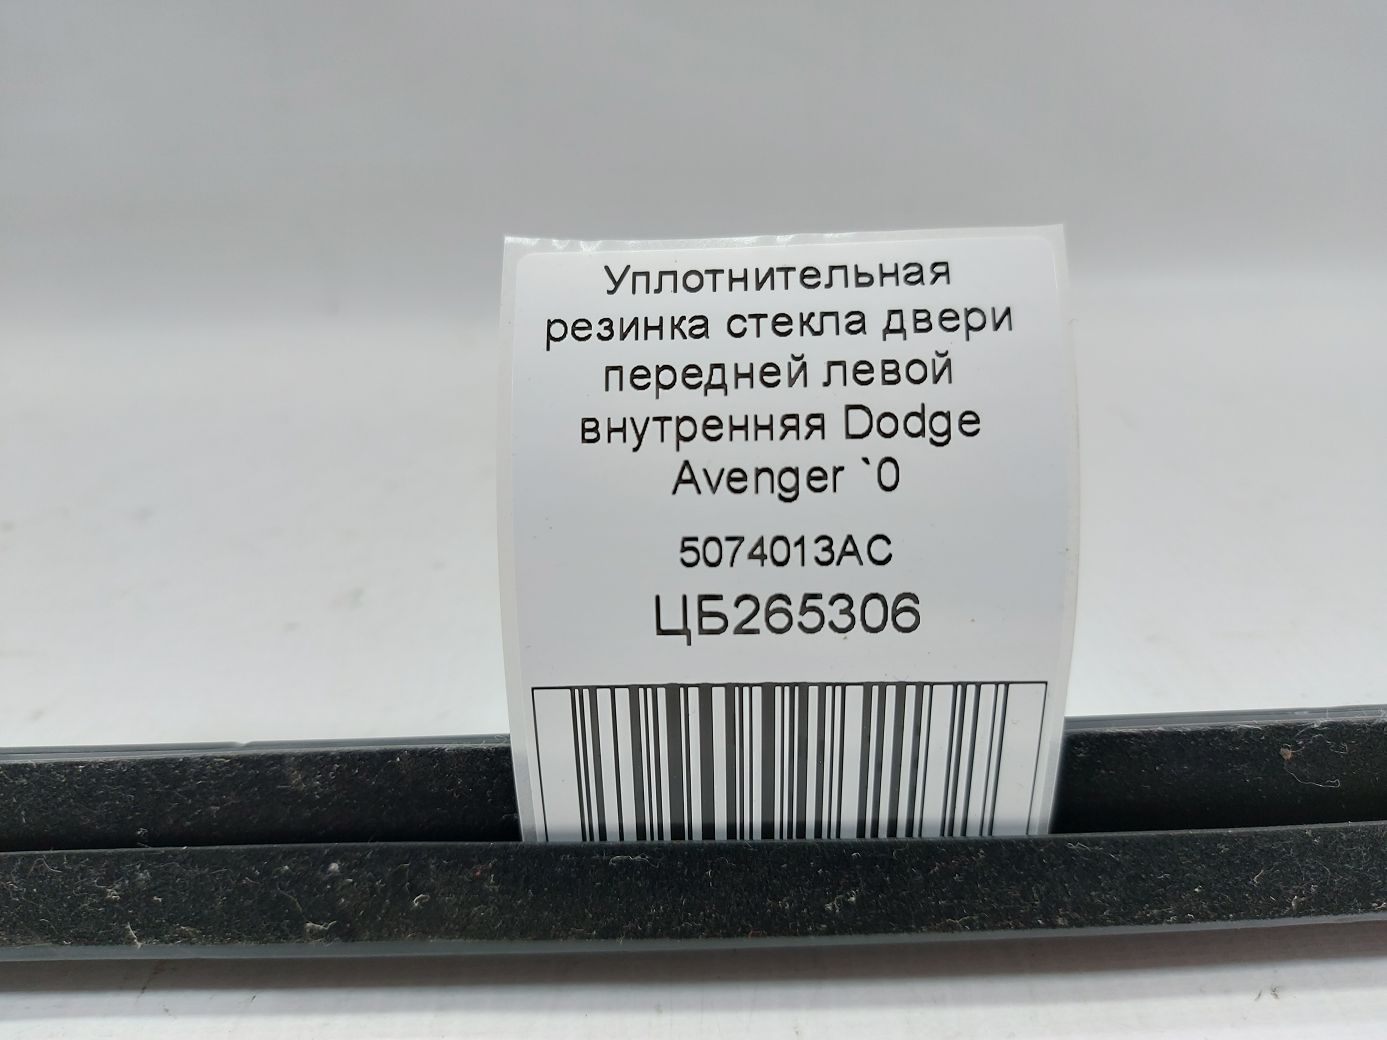 Уплотнительная
резинка стекла двери
передней левой
внутренняя Dodge
Avenger `0
5074013AC
ЦБ265306